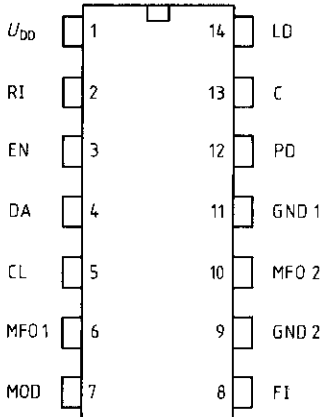 U_DD 1 14 LD
RI 2 13 C
EN 3 12 PD
DA 4 11 GND 1
CL 5 10 MFO 2
MFO 1 6 9 GND 2
MOD 7 8 FI